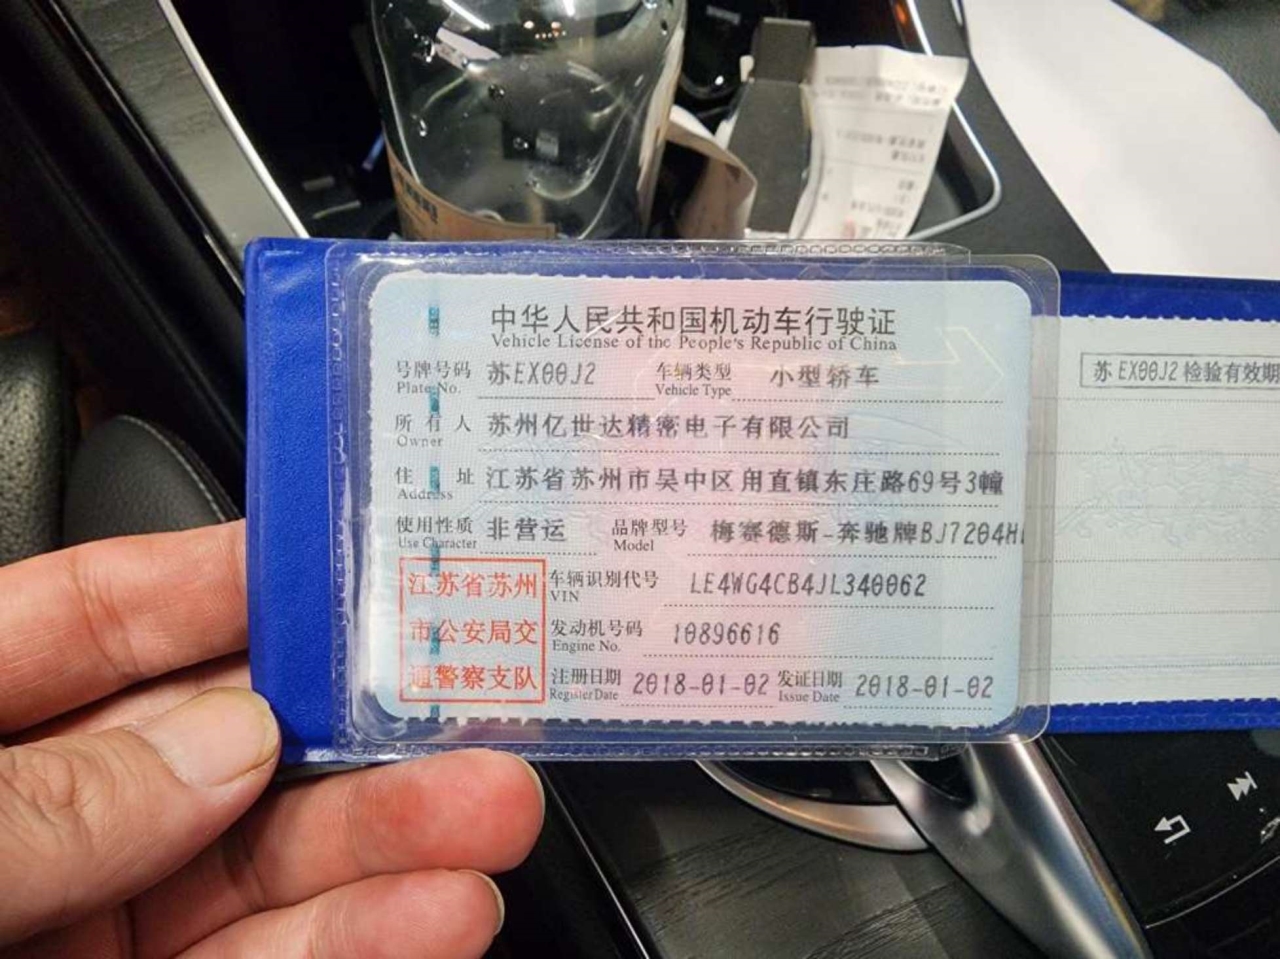 中华人民共和国机动车行驶证
Vehicle License of the People's Republic of China
号牌号码 苏EX00J2 车辆类型 小型轿车
Plate No. Vehicle Type
所有人 苏州亿世达精密电子有限公司
Owner
住址 江苏省苏州市吴中区甪直镇东庄路69号3幢
Address
使用性质 非营运 品牌型号 梅赛德斯-奔驰牌BJ7204H
Use Character Model
江苏省苏州
市公安局交
通警察支队
车辆识别代号 LE4WG4CB4JL340062
VIN
发动机号码 10896616
Engine No.
注册日期 2018-01-02 发证日期 2018-01-02
Register Date Issue Date
苏EX00J2检验有效期